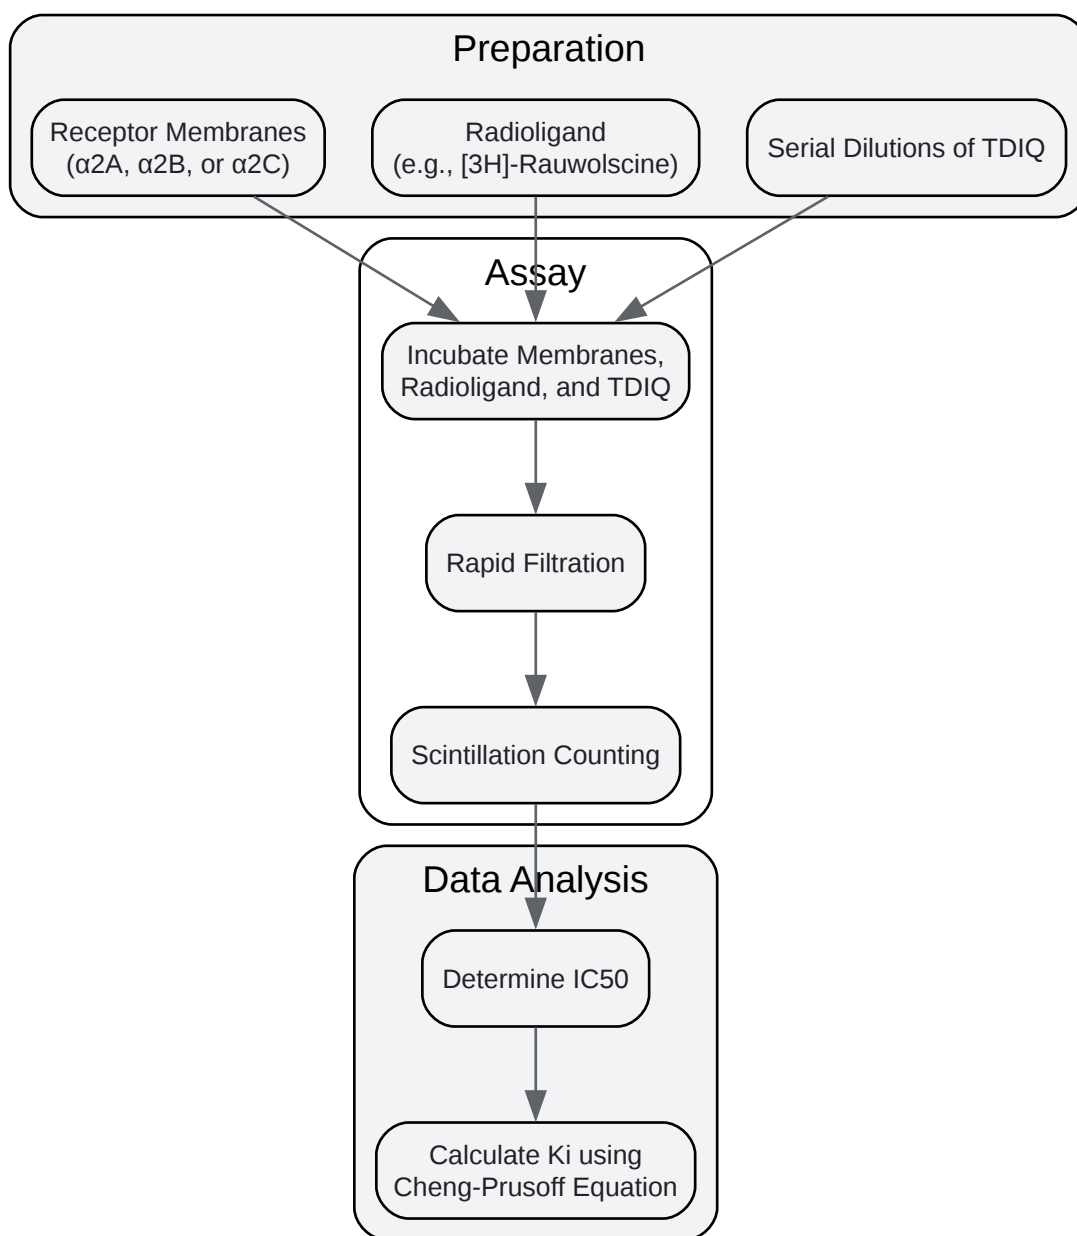 Preparation
Receptor Membranes
(α2A, α2B, or α2C)
Radioligand
(e.g., [3H]-Rauwolscine)
Serial Dilutions of TDIQ
Assay
Incubate Membranes,
Radioligand, and TDIQ
Rapid Filtration
Scintillation Counting
Data Analysis
Determine IC50
Calculate Ki using
Cheng-Prusoff Equation